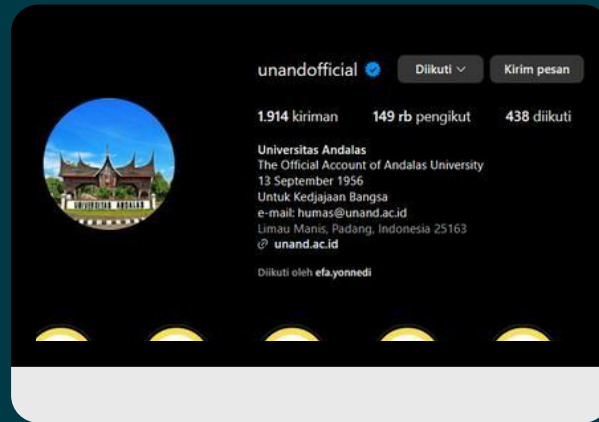 unandofficial
Diikuti
Kirim pesan
1.914 kiriman 149 rb pengikut 438 diikuti
Universitas Andalas
The Official Account of Andalas University
13 September 1956
Untuk Kedjajaan Bangsa
e-mail: humas@unand.ac.id
Limau Manis, Padang, Indonesia 25163
unand.ac.id
Diikuti oleh efa.yonnedi
UNIVERSITAS ANDALAS